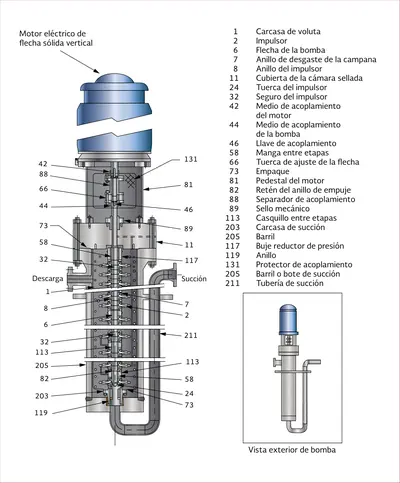 Motor eléctrico de
flecha sólida vertical
1 Carcasa de voluta
2 Impulsor
6 Flecha de la bomba
7 Anillo de desgaste de la campana
8 Anillo del impulsor
11 Cubierta de la cámara sellada
24 Tuerca del impulsor
32 Seguro del impulsor
42 Medio de acoplamiento
del motor
44 Medio de acoplamiento
de la bomba
46 Llave de acoplamiento
58 Manga entre etapas
66 Tuerca de ajuste de la flecha
73 Empaque
81 Pedestal del motor
82 Retén del anillo de empuje
88 Separador de acoplamiento
89 Sello mecánico
113 Casquillo entre etapas
203 Carcasa de succión
205 Barril
117 Buje reductor de presión
119 Anillo
131 Protector de acoplamiento
205 Barril o bote de succión
211 Tubería de succión
42
88
66
44
73
58
32
Descarga
1
8
6
32
113
205
82
203
119
131
81
46
89
11
117
Succión
7
2
211
113
58
24
73
Vista exterior de bomba